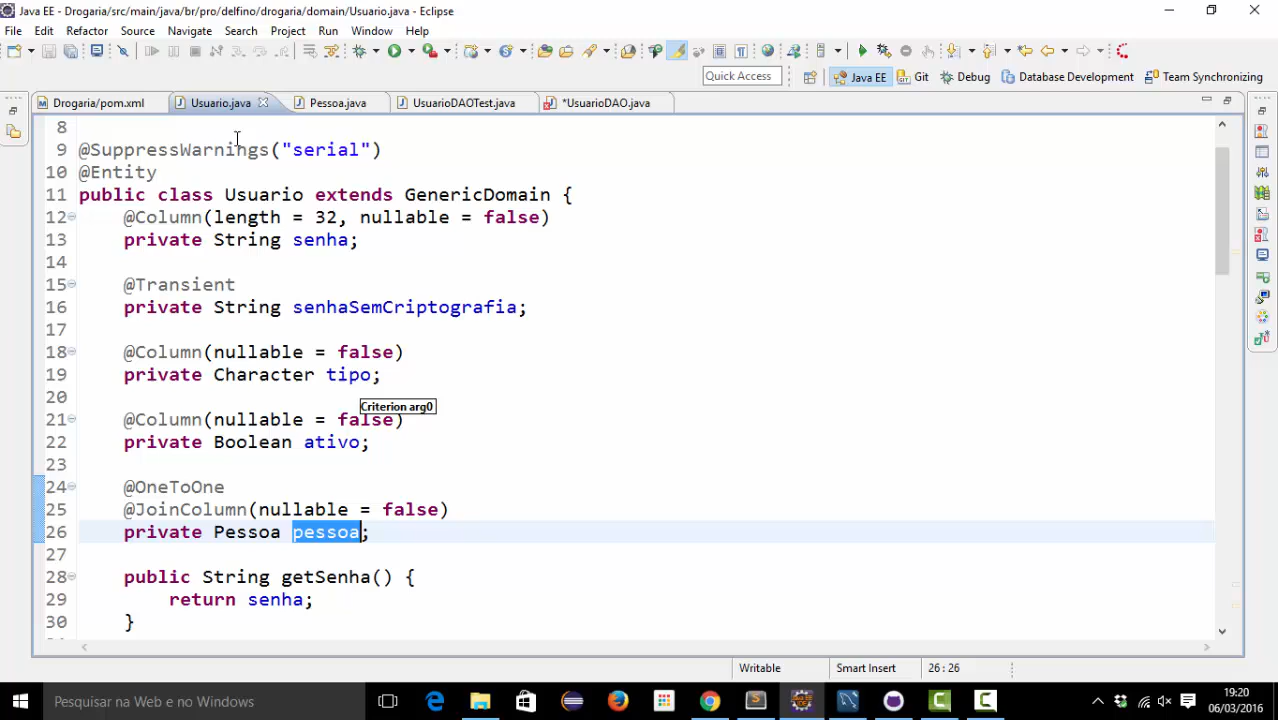 Java EE - Drogaria/src/main/java/br/pro/delfino/drogaria/domain/Usuario.java - Eclipse
File Edit Refactor Source Navigate Search Project Run Window Help
Quick Access
Java EE Git Debug Database Development Team Synchronizing
Drogaria/pom.xml Usuario.java Pessoa.java UsuarioDAOTest.java *UsuarioDAO.java
8
9 @SuppressWarnings("serial")
10 @Entity
11 public class Usuario extends GenericDomain {
12 @Column(length = 32, nullable = false)
13 private String senha;
14
15 @Transient
16 private String senhaSemCriptografia;
17
18 @Column(nullable = false)
19 private Character tipo;
20
Criterion arg0
21 @Column(nullable = false)
22 private Boolean ativo;
23
24 @OneToOne
25 @JoinColumn(nullable = false)
26 private Pessoa pessoa;
27
28 public String getSenha() {
29 return senha;
30 }
Writable Smart Insert 26 : 26
Pesquisar na Web e no Windows
19:20
06/03/2016